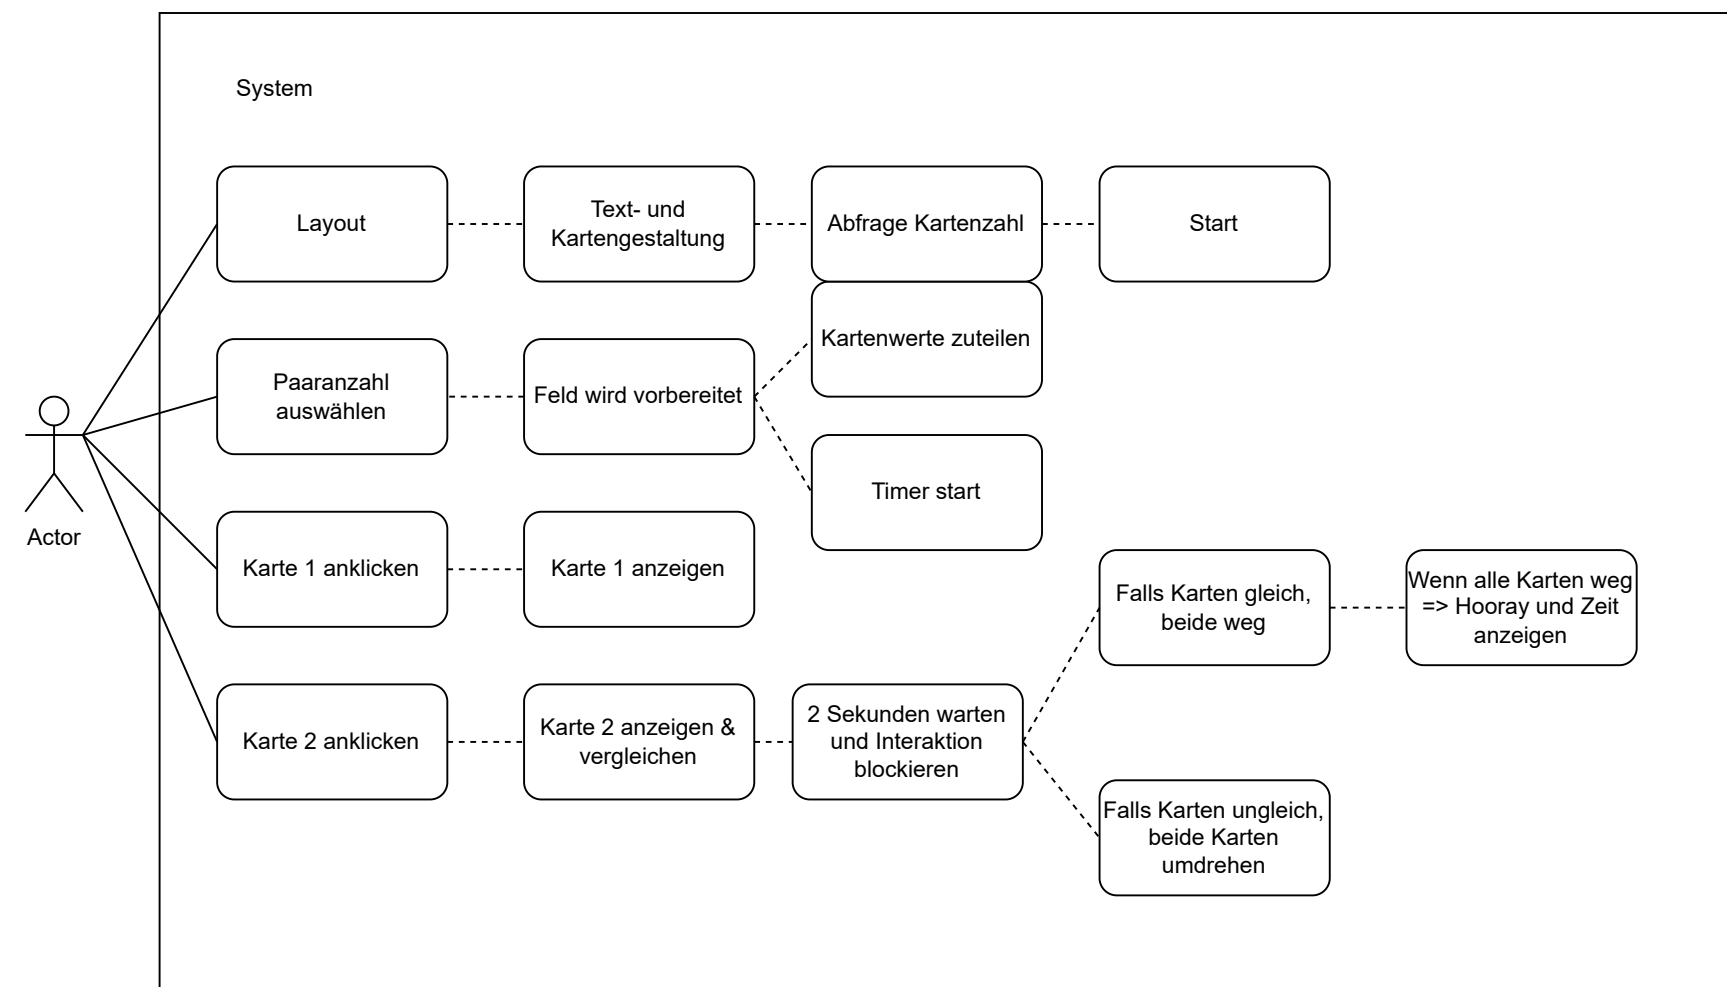 System
Layout
Text- und
Kartengestaltung
Abfrage Kartenzahl
Start
Kartenwerte zuteilen
Paaranzahl
auswählen
Feld wird vorbereitet
Timer start
Actor
Karte 1 anklicken
Karte 1 anzeigen
Falls Karten gleich,
beide weg
Wenn alle Karten weg
=> Hooray und Zeit
anzeigen
Karte 2 anklicken
Karte 2 anzeigen &
vergleichen
2 Sekunden warten
und Interaktion
blockieren
Falls Karten ungleich,
beide Karten
umdrehen